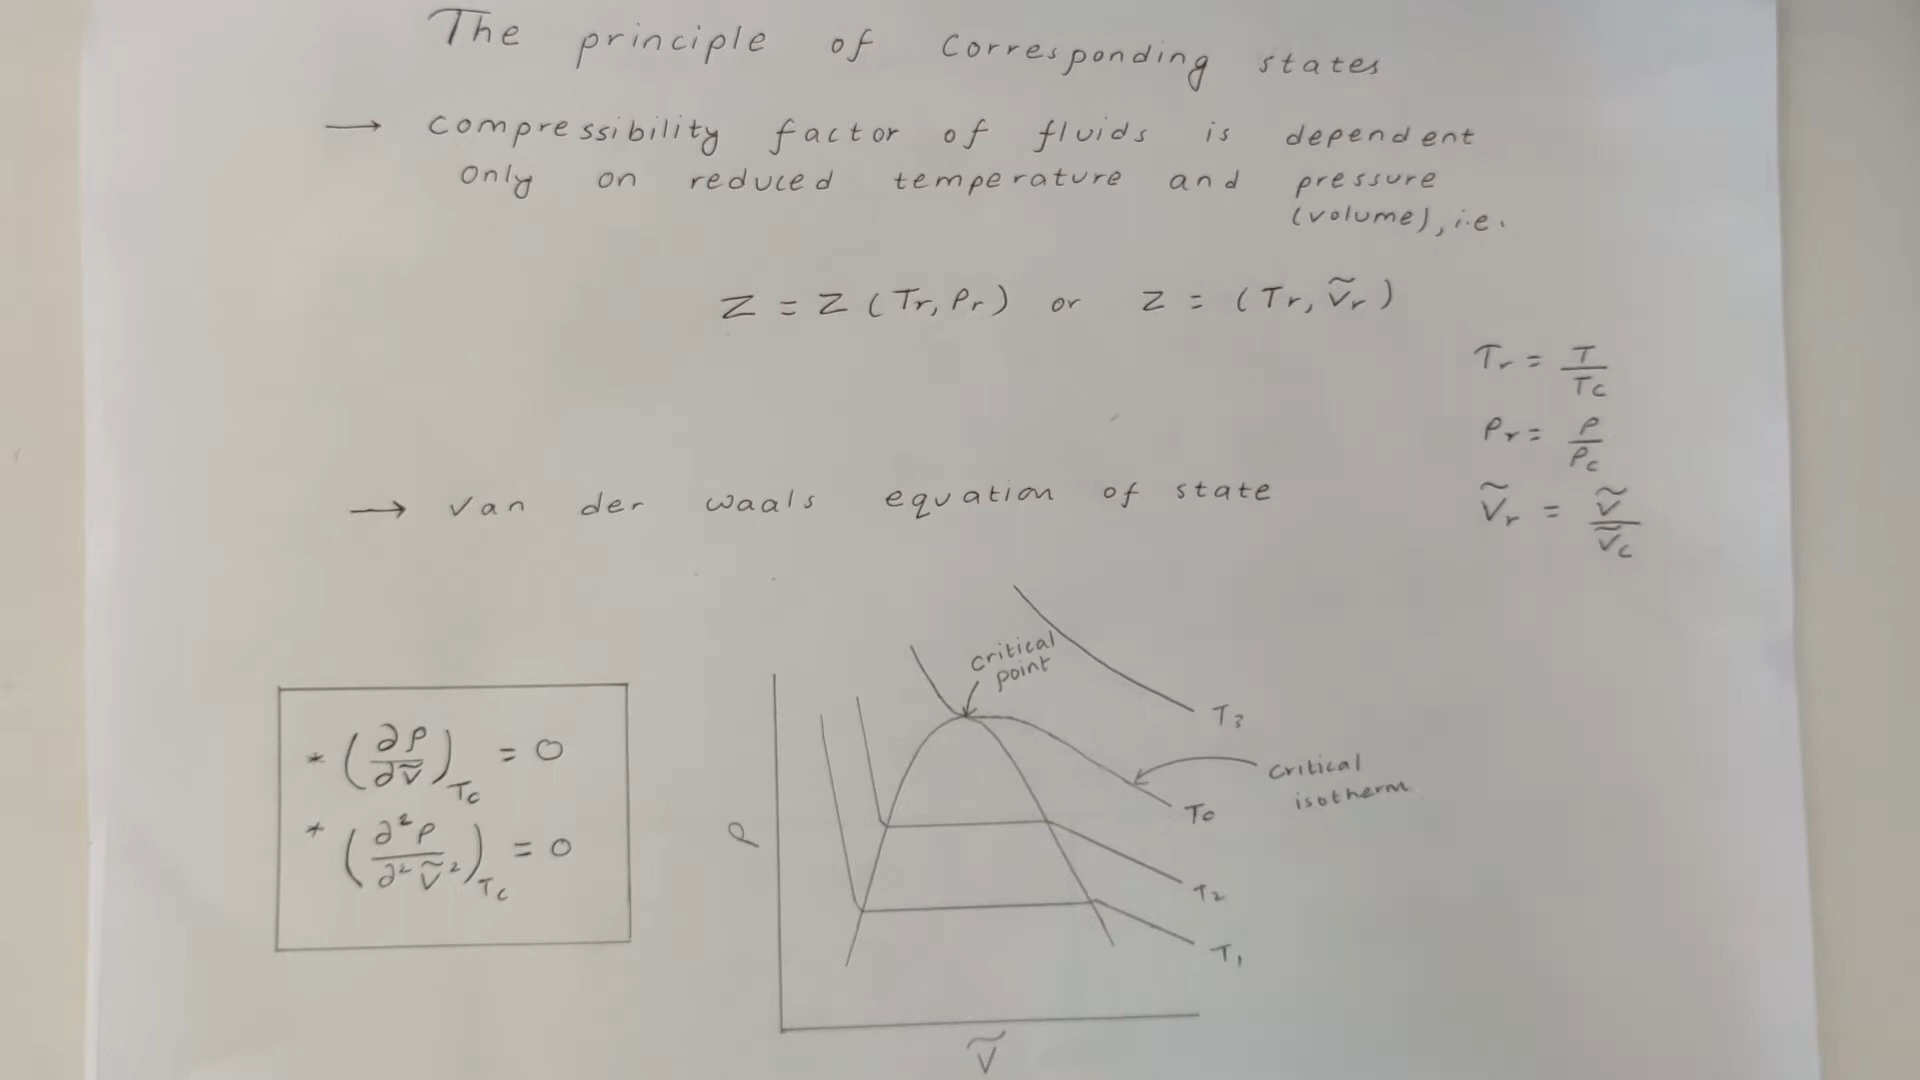 The principle of corresponding states
→ compressibility factor of fluids is dependent
only on reduced temperature and pressure
(volume), i.e.
Z = Z (Tr, Pr) or Z = (Tr, Ṽr)
Tr = T/Tc
Pr = P/Pc
Ṽr = Ṽ/Ṽc
→ van der waals equation of state
* (∂P/∂Ṽ)Tc = 0
* (∂²P/∂²Ṽ²)Tc = 0
critical
point
T3
critical
isotherm
Tc
P
T2
T1
Ṽ